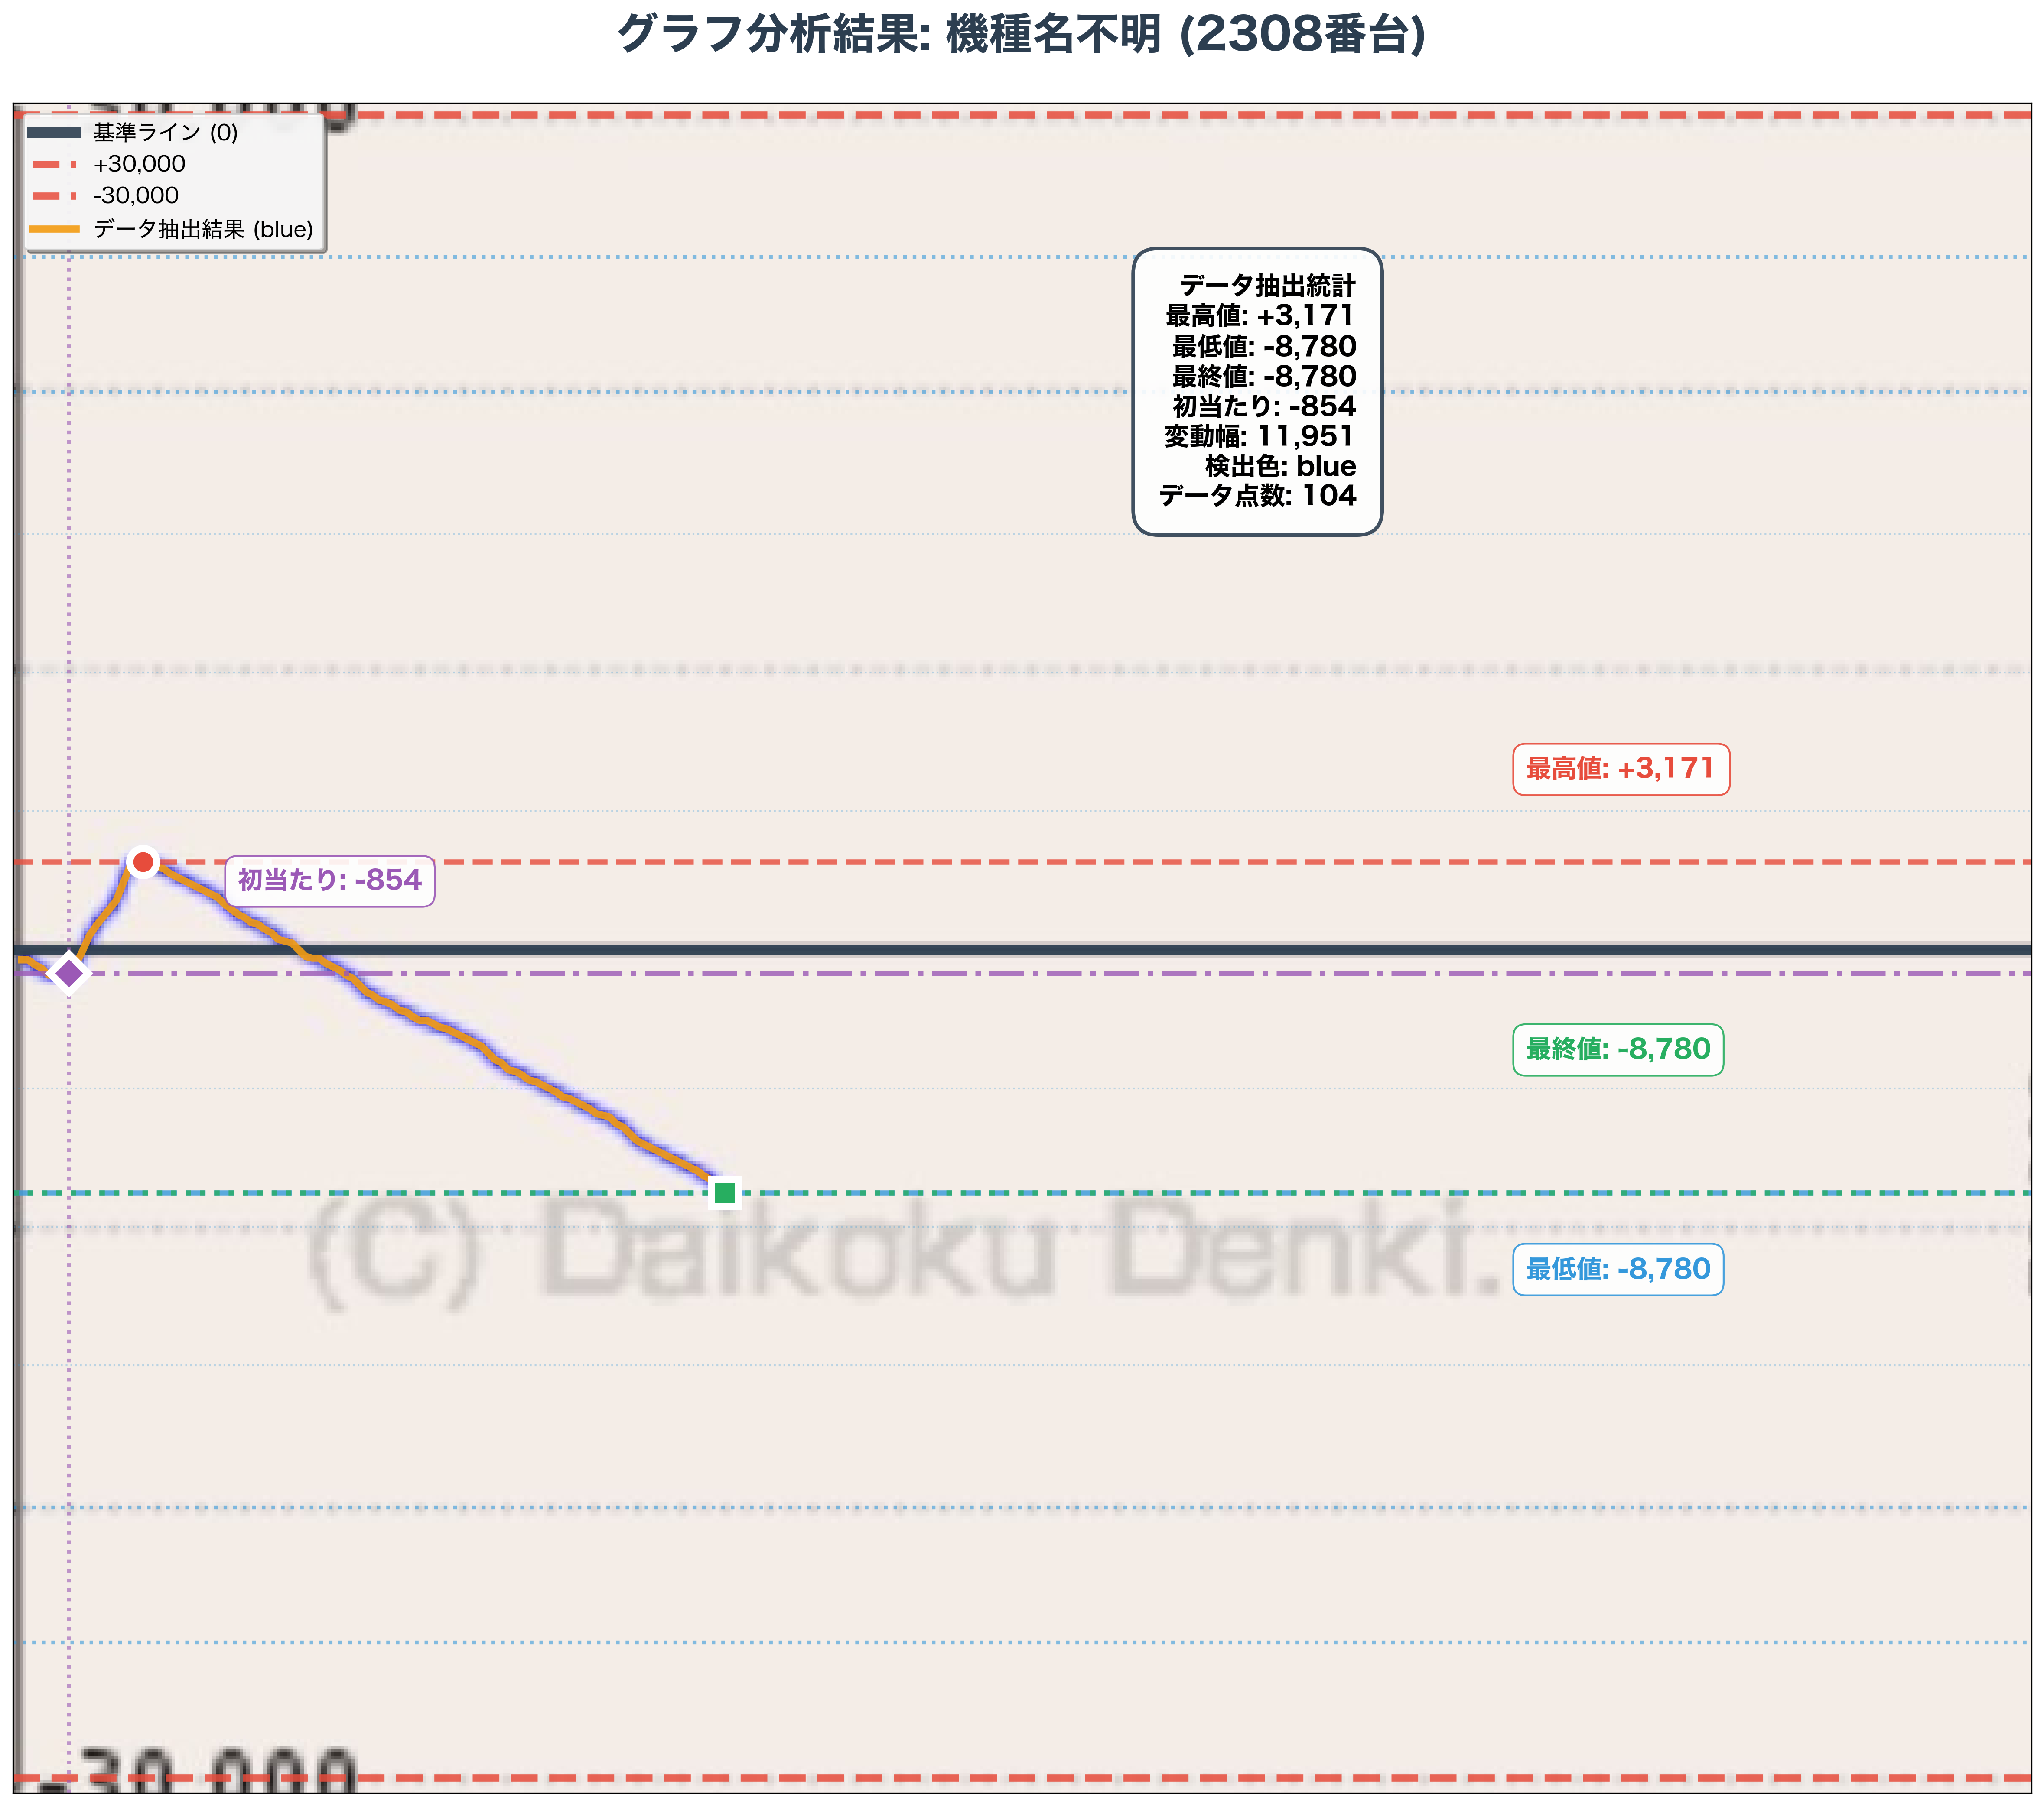 グラフ分析結果: 機種名不明 (2308番台)
基準ライン (0)
+30,000
-30,000
データ抽出結果 (blue)
データ抽出統計
最高値: +3,171
最低値: -8,780
最終値: -8,780
初当たり: -854
変動幅: 11,951
検出色: blue
データ点数: 104
最高値: +3,171
初当たり: -854
最終値: -8,780
(C) Daikoku Denki.
最低値: -8,780
-30,000